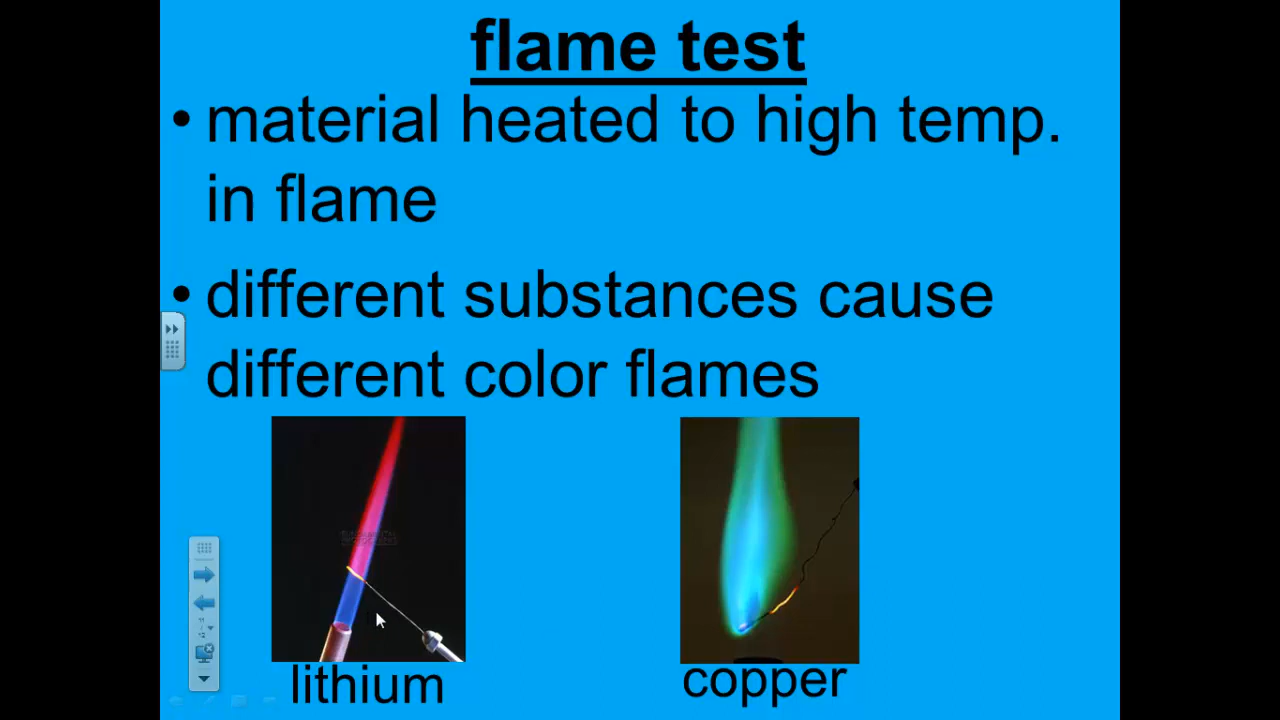 flame test
• material heated to high temp.
in flame
• different substances cause
different color flames
lithium
copper